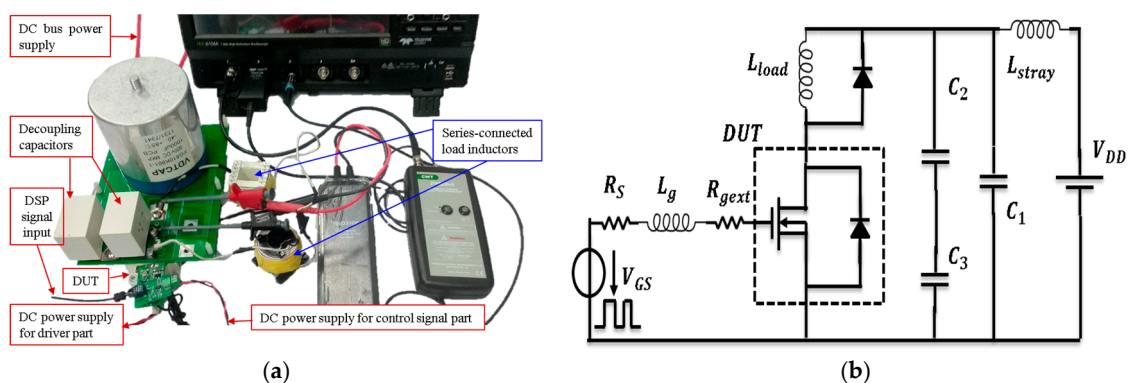 DC bus power
supply
Decoupling
capacitors
DSP signal
input
DUT
DC power supply
for driver part
DC power supply for control signal part
Series-connected
load inductors
VDTCAP
CWT
(a)
L_load
DUT
R_S
L_g
R_gext
V_GS
C_2
C_3
C_1
L_stray
V_DD
(b)